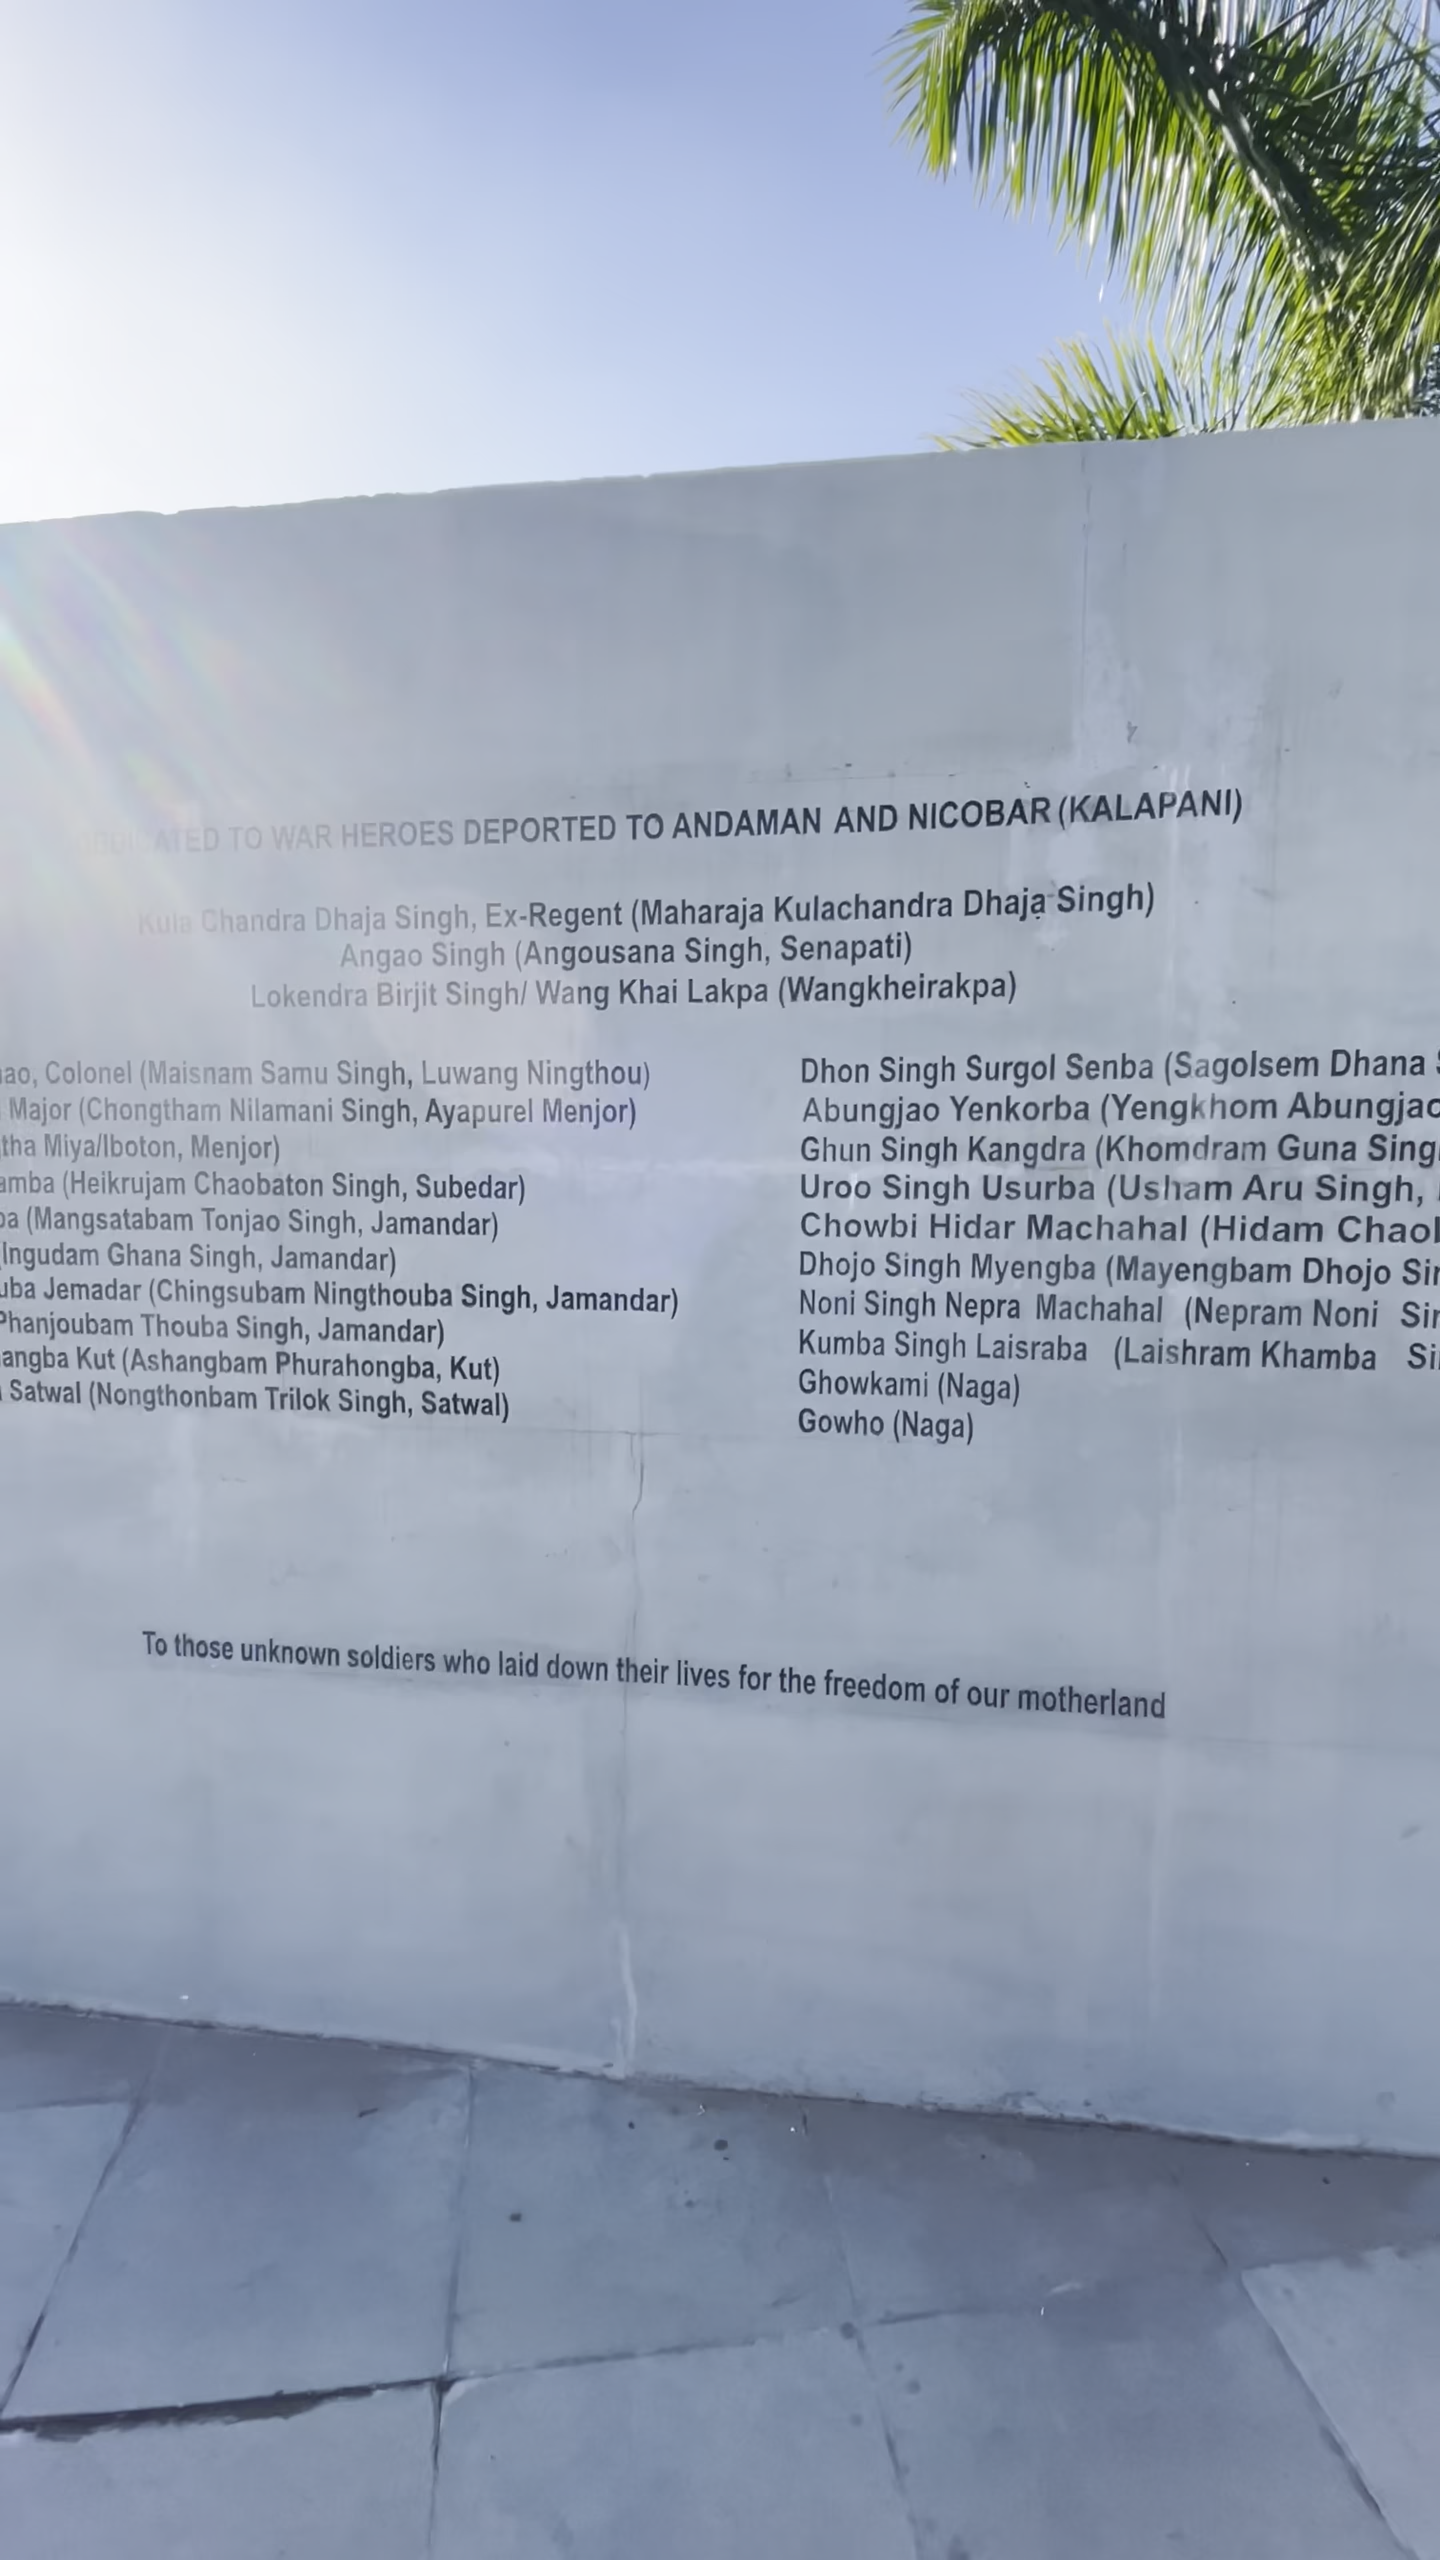 DEDICATED TO WAR HEROES DEPORTED TO ANDAMAN AND NICOBAR (KALAPANI)
Kula Chandra Dhaja Singh, Ex-Regent (Maharaja Kulachandra Dhaja Singh)
Angao Singh (Angousana Singh, Senapati)
Lokendra Birjit Singh/ Wang Khai Lakpa (Wangkheirakpa)
Colonel (Maisnam Samu Singh, Luwang Ningthou)
Major (Chongtham Nilamani Singh, Ayapurel Menjor)
Miya/Iboton, Menjor)
(Heikrujam Chaobaton Singh, Subedar)
(Mangsatabam Tonjao Singh, Jamandar)
(Ingudam Ghana Singh, Jamandar)
Jemadar (Chingsubam Ningthouba Singh, Jamandar)
Phanjoubam Thouba Singh, Jamandar)
Kut (Ashangbam Phurahongba, Kut)
Satwal (Nongthonbam Trilok Singh, Satwal)
Dhon Singh Surgol Senba (Sagolsem Dhana
Abungjao Yenkorba (Yengkhom Abungjao
Ghun Singh Kangdra (Khomdram Guna
Uroo Singh Usurba (Usham Aru Singh,
Chowbi Hidar Machahal (Hidam
Dhojo Singh Myengba (Mayengbam Dhojo
Noni Singh Nepra Machahal (Nepram Noni
Kumba Singh Laisraba (Laishram Khamba
Ghowkami (Naga)
Gowho (Naga)
To those unknown soldiers who laid down their lives for the freedom of our motherland